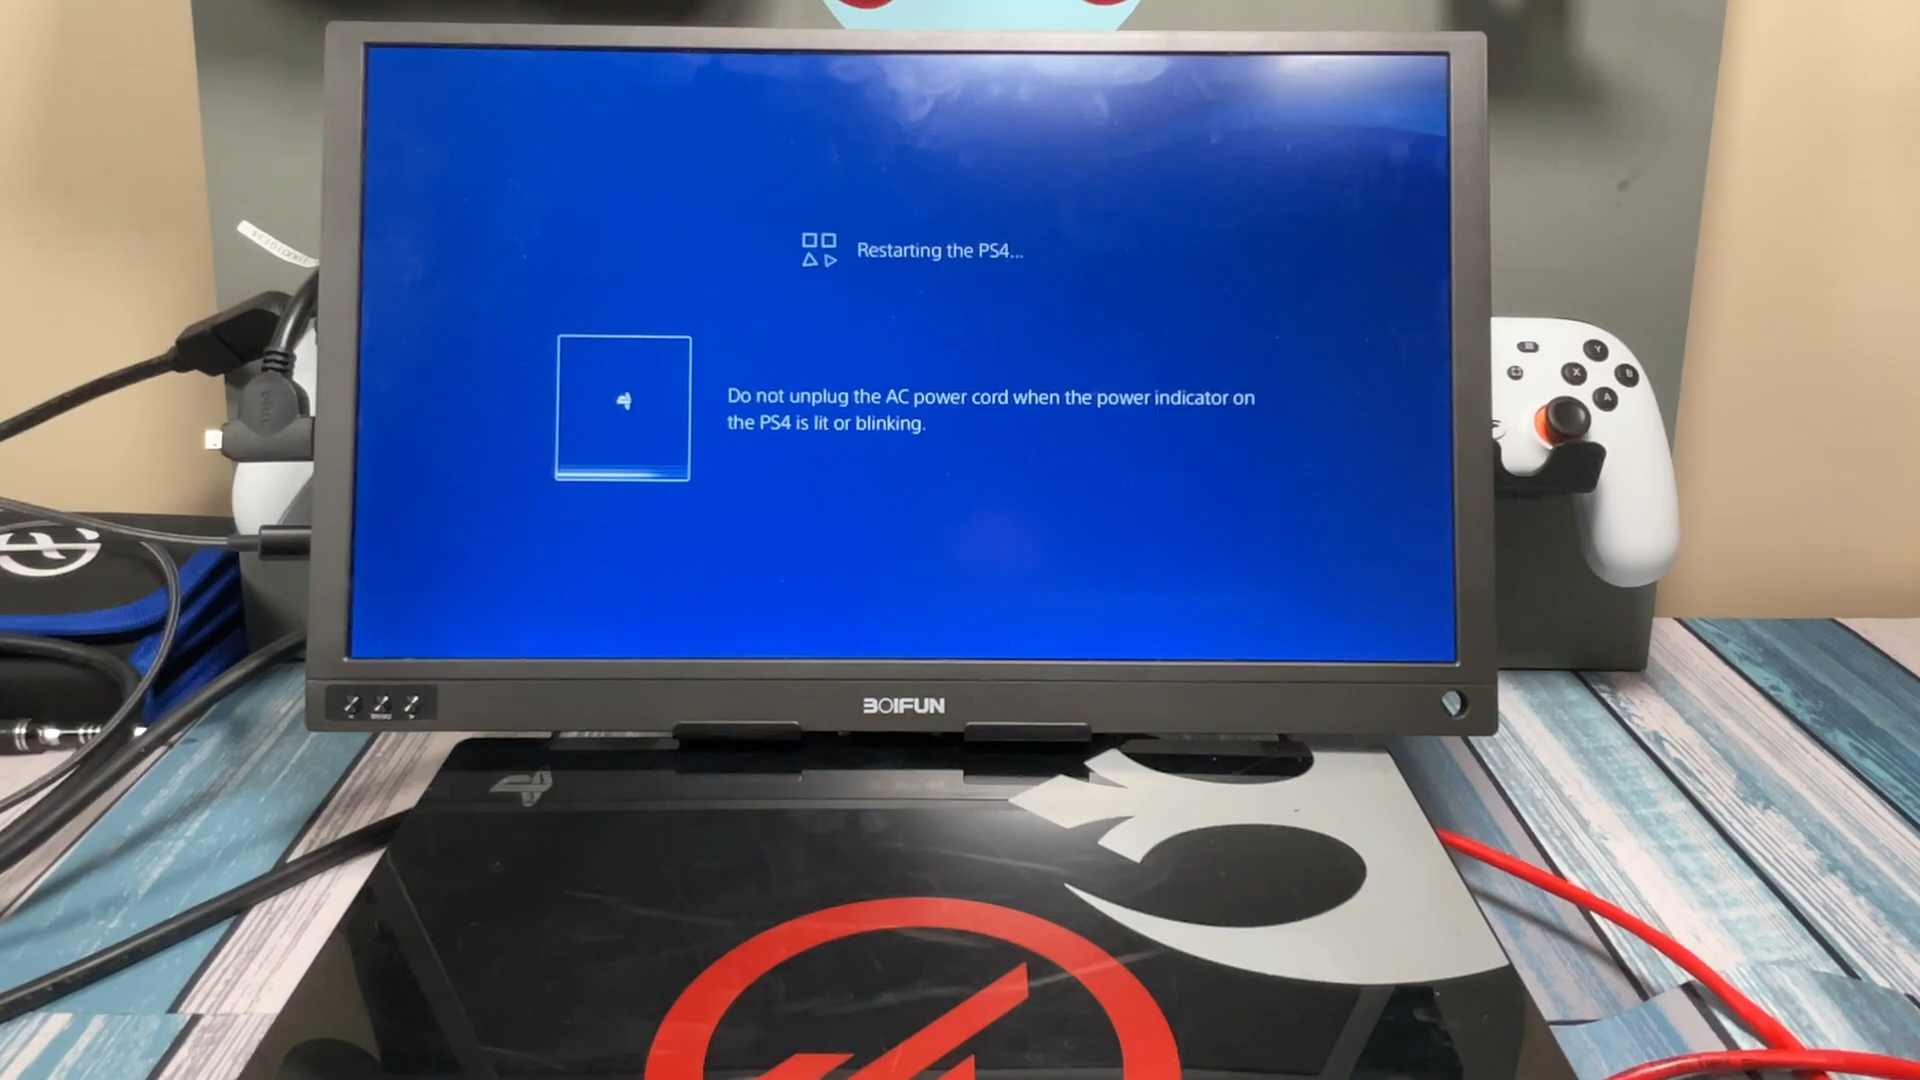 Restarting the PS4...
Do not unplug the AC power cord when the power indicator on
the PS4 is lit or blinking.
Y
X
B
A
BOIFUN